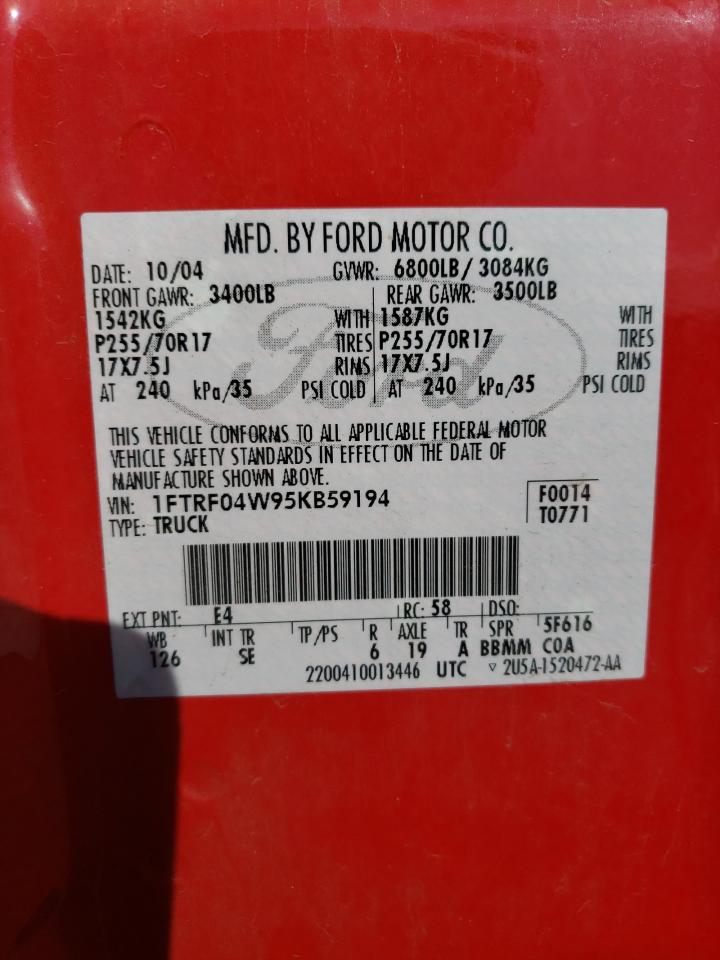 MFD. BY FORD MOTOR CO.
DATE: 10/04 GVWR: 6800LB/ 3084KG
FRONT GAWR: 3400LB REAR GAWR: 3500LB
1542KG WITH 1587KG WITH
P255/70R17 TIRES P255/70R17 TIRES
17X7.5J RIMS 17X7.5J RIMS
AT 240 kPa/35 PSI COLD AT 240 kPa/35 PSI COLD
Ford
THIS VEHICLE CONFORMS TO ALL APPLICABLE FEDERAL MOTOR
VEHICLE SAFETY STANDARDS IN EFFECT ON THE DATE OF
MANUFACTURE SHOWN ABOVE.
VIN: 1FTRF04W95KB59194 F0014
TYPE: TRUCK T0771
EXT PNT: E4 RC: 58 DSO:
WB INT TR TP/PS R AXLE TR SPR 5F616
126 SE 6 19 A BBMM COA
2200410013446 UTC ▽ 2U5A-1520472-AA